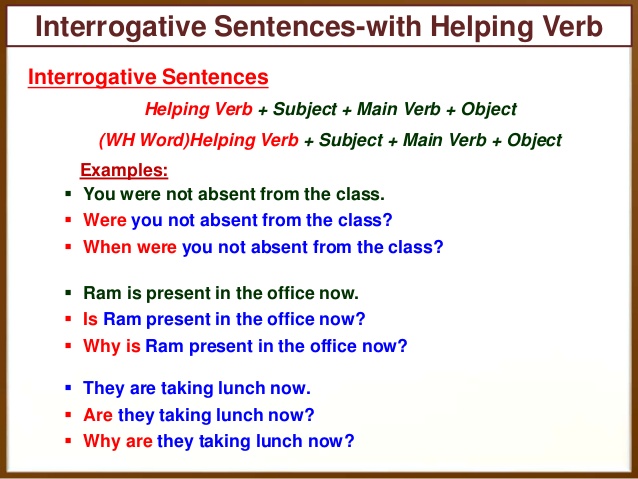 Interrogative Sentences-with Helping Verb
Interrogative Sentences
Helping Verb + Subject + Main Verb + Object
(WH Word)Helping Verb + Subject + Main Verb + Object
Examples:
▪ You were not absent from the class.
▪ Were you not absent from the class?
▪ When were you not absent from the class?
▪ Ram is present in the office now.
▪ Is Ram present in the office now?
▪ Why is Ram present in the office now?
▪ They are taking lunch now.
▪ Are they taking lunch now?
▪ Why are they taking lunch now?